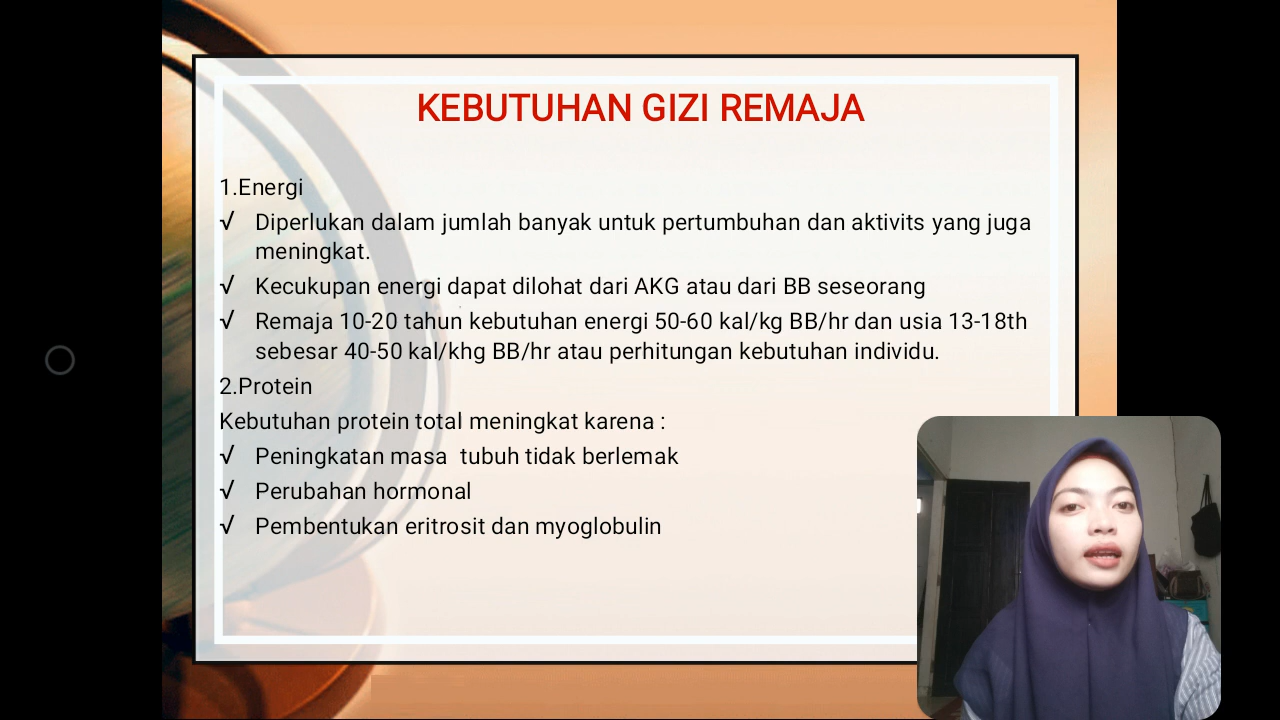 KEBUTUHAN GIZI REMAJA
1.Energi
√ Diperlukan dalam jumlah banyak untuk pertumbuhan dan aktivits yang juga
meningkat.
√ Kecukupan energi dapat dilohat dari AKG atau dari BB seseorang
√ Remaja 10-20 tahun kebutuhan energi 50-60 kal/kg BB/hr dan usia 13-18th
sebesar 40-50 kal/khg BB/hr atau perhitungan kebutuhan individu.
2.Protein
Kebutuhan protein total meningkat karena :
√ Peningkatan masa  tubuh tidak berlemak
√ Perubahan hormonal
√ Pembentukan eritrosit dan myoglobulin